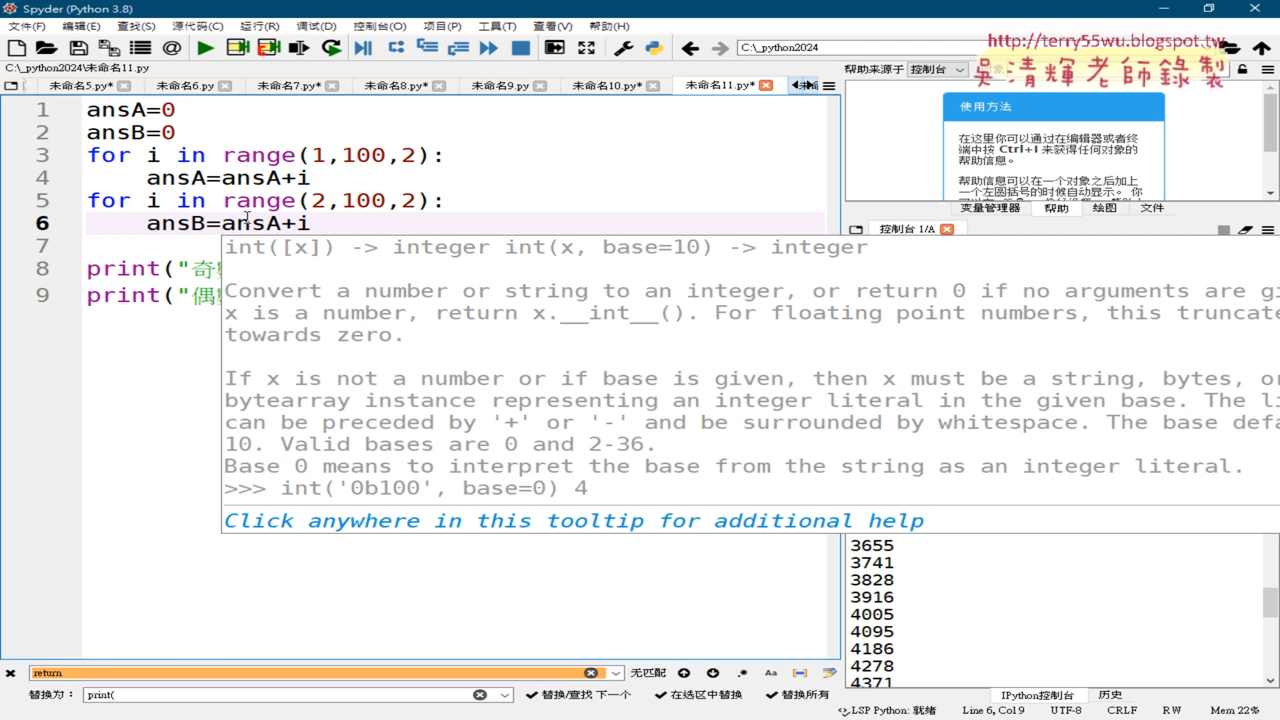 Spyder (Python 3.8)
文件(F) 编辑(E) 查找(S) 源代码(C) 运行(R) 调试(D) 控制台(O) 项目(P) 工具(T) 查看(V) 帮助(H)
C:\_python2024
http://terry55wu.blogspot.tw
吳清輝老師錄製
C:\_python2024\未命名11.py
帮助来源于 控制台
未命名5.py* 未命名6.py 未命名7.py* 未命名8.py* 未命名9.py 未命名10.py* 未命名11.py*
1 ansA=0
2 ansB=0
3 for i in range(1,100,2):
4 ansA=ansA+i
5 for i in range(2,100,2):
6 ansB=ansA+i
7
8 print("奇
9 print("偶
int([x]) -> integer int(x, base=10) -> integer
Convert a number or string to an integer, or return 0 if no arguments are
x is a number, return x.__int__(). For floating point numbers, this
towards zero.
If x is not a number or if base is given, then x must be a string, bytes,
bytearray instance representing an integer literal in the given base. The
can be preceded by '+' or '-' and be surrounded by whitespace. The base
10. Valid bases are 0 and 2-36.
Base 0 means to interpret the base from the string as an integer literal.
>>> int('0b100', base=0) 4
Click anywhere in this tooltip for additional help
使用方法
在这里你可以通过在编辑器或者终
端中按 Ctrl+I 来获得任何对象的
帮助信息。
帮助信息可以在一个对象之后加上
一个左圆括号的时候自动显示。 你
变量管理器 帮助 绘图 文件
控制台 1/A
3655
3741
3828
3916
4005
4095
4186
4278
4371
IPython控制台 历史
return 无匹配 Aa
替换为: print( 替换/查找 下一个 在选区中替换 替换所有
LSP Python: 就绪 Line 6, Col 9 UTF-8 CRLF RW Mem 22%